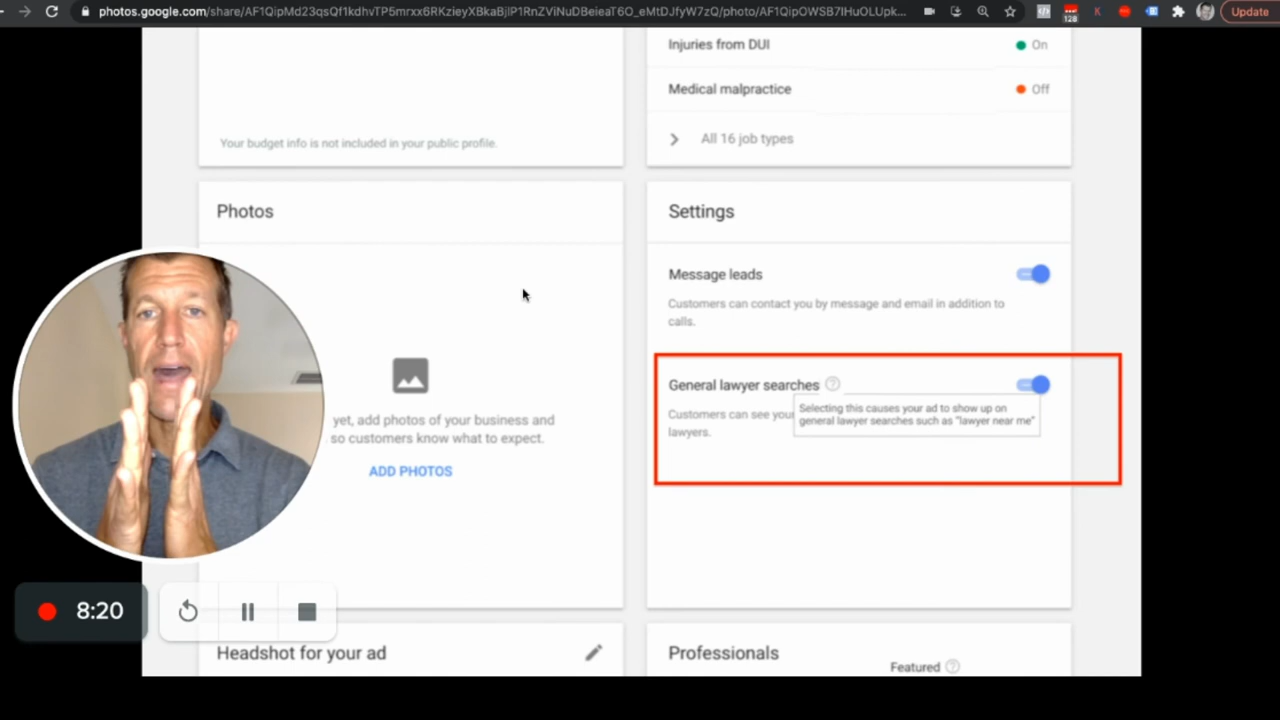 photos.google.com/share/AF1QipMd23qsQf1kdhvTP5mrxx6RKzieyXBkaBjlP1RnZViNuDBeieaT6O_eMtDJfyW7zQ/photo/AF1QipOWSB7IHuOLUpk...
128
K
Update
Injuries from DUI
On
Medical malpractice
Off
Your budget info is not included in your public profile.
All 16 job types
Photos
Settings
Message leads
Customers can contact you by message and email in addition to
calls.
yet, add photos of your business and
so customers know what to expect.
ADD PHOTOS
General lawyer searches
Customers can see your
lawyers.
Selecting this causes your ad to show up on
general lawyer searches such as "lawyer near me"
8:20
Headshot for your ad
Professionals
Featured